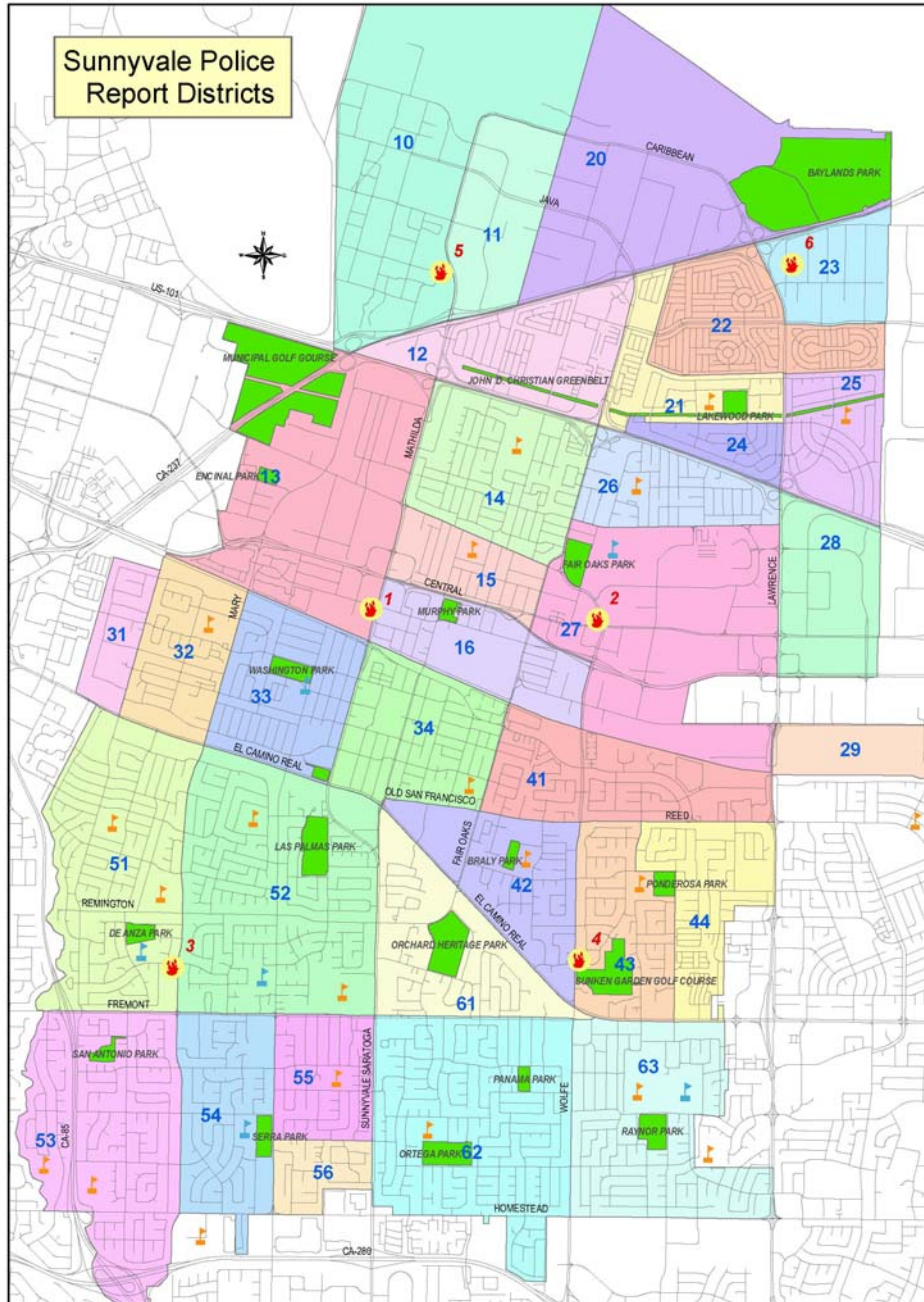 Sunnyvale Police
Report Districts
10
20
CARIBBEAN
BAYLANDS PARK
JAVA
11
5
6
23
US-101
22
12
MUNICIPAL GOLF GOURSE
JOHN D. CHRISTIAN GREENBELT
25
21
LAKEWOOD PARK
MATHILDA
24
CA-237
ENCINAL PARK
13
14
26
28
FAIR OAKS PARK
15
CENTRAL
LAWRENCE
1
MURPHY PARK
2
27
MARY
31
32
16
WASHINGTON PARK
33
34
29
EL CAMINO REAL
41
OLD SAN FRANCISCO
REED
FAIR OAKS
LAS PALMAS PARK
51
52
BRALY PARK
42
PONDEROSA PARK
REMINGTON
EL CAMINO REAL
44
DE ANZA PARK
3
ORCHARD HERITAGE PARK
4
43
SUNKEN GARDEN GOLF COURSE
FREMONT
61
SAN ANTONIO PARK
55
SUNNYVALE SARATOGA
PANAMA PARK
WOLFE
63
54
53
CA-85
SERRA PARK
RAYNOR PARK
ORTEGA PARK
62
56
HOMESTEAD
CA-280